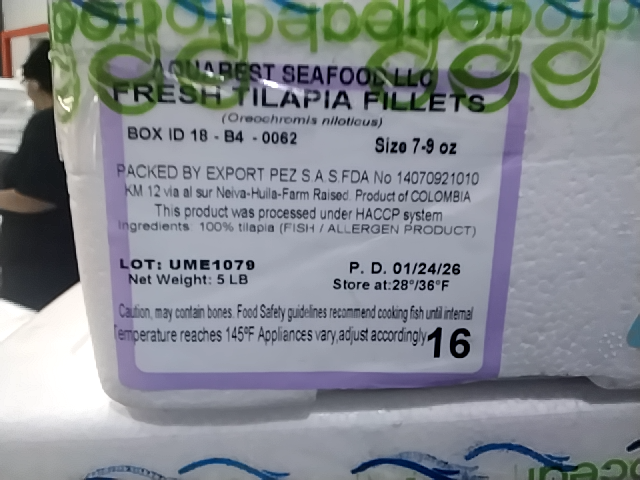 AQUABEST SEAFOOD LLC
FRESH TILAPIA FILLETS
(Oreochromis niloticus)
BOX ID 18 - B4 - 0062 Size 7-9 oz
PACKED BY EXPORT PEZ S.A.S.FDA No 14070921010
KM 12 via al sur Neiva-Huila-Farm Raised. Product of COLOMBIA
This product was processed under HACCP system
Ingredients: 100% tilapia (FISH / ALLERGEN PRODUCT)
LOT: UME1079 P. D. 01/24/26
Net Weight: 5 LB Store at:28°/36°F
Caution, may contain bones. Food Safety guidelines recommend cooking fish until internal
Temperature reaches 145°F Appliances vary,adjust accordingly 16